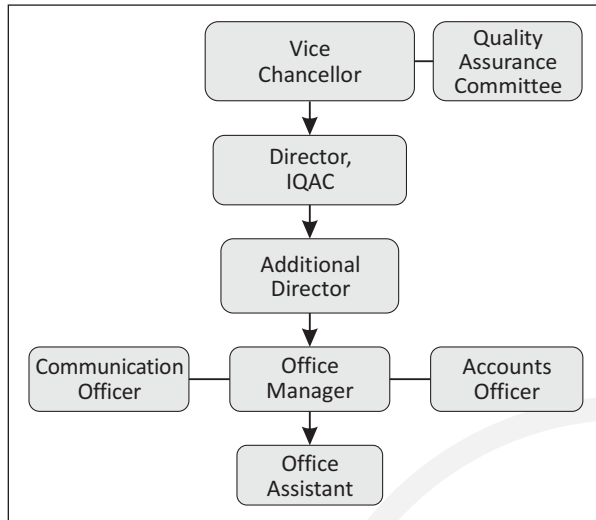 Vice
Chancellor
Quality
Assurance
Committee
Director,
IQAC
Additional
Director
Communication
Officer
Office
Manager
Accounts
Officer
Office
Assistant